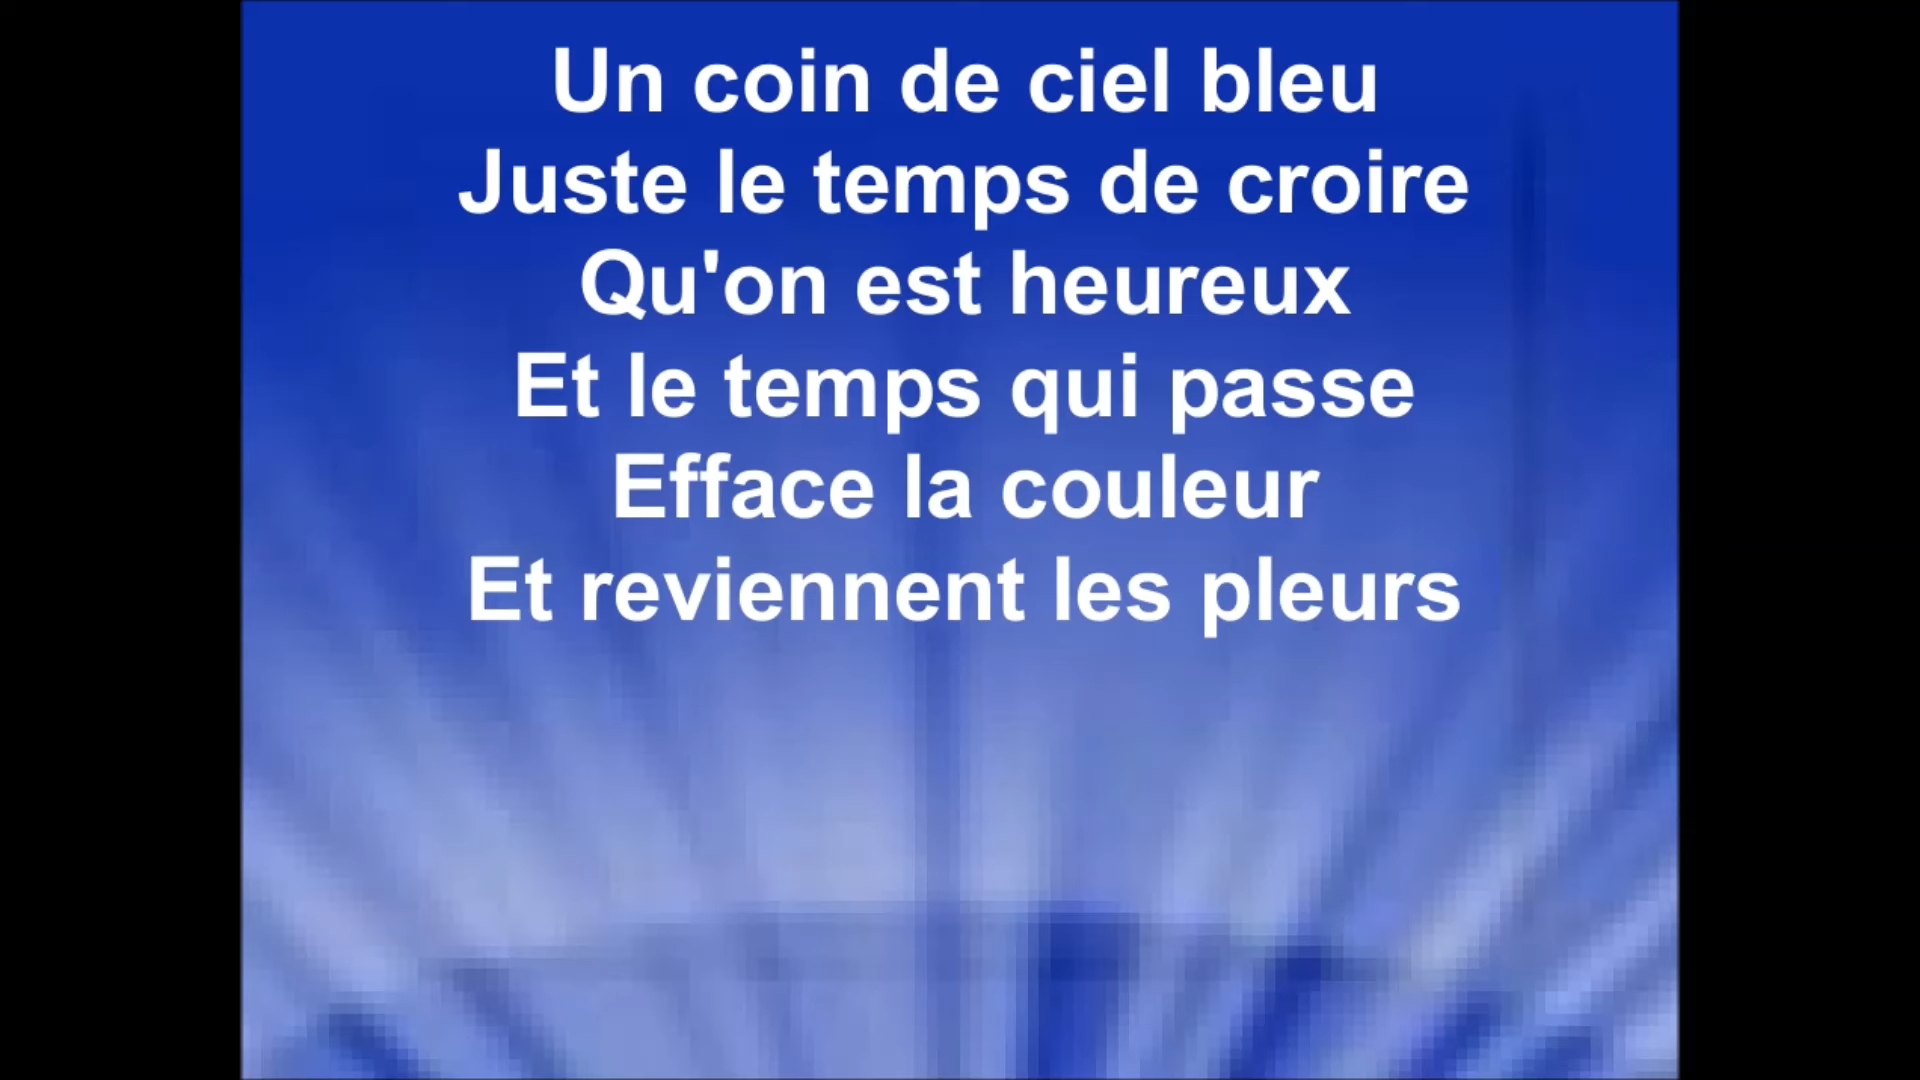 Un coin de ciel bleu
Juste le temps de croire
Qu'on est heureux
Et le temps qui passe
Efface la couleur
Et reviennent les pleurs